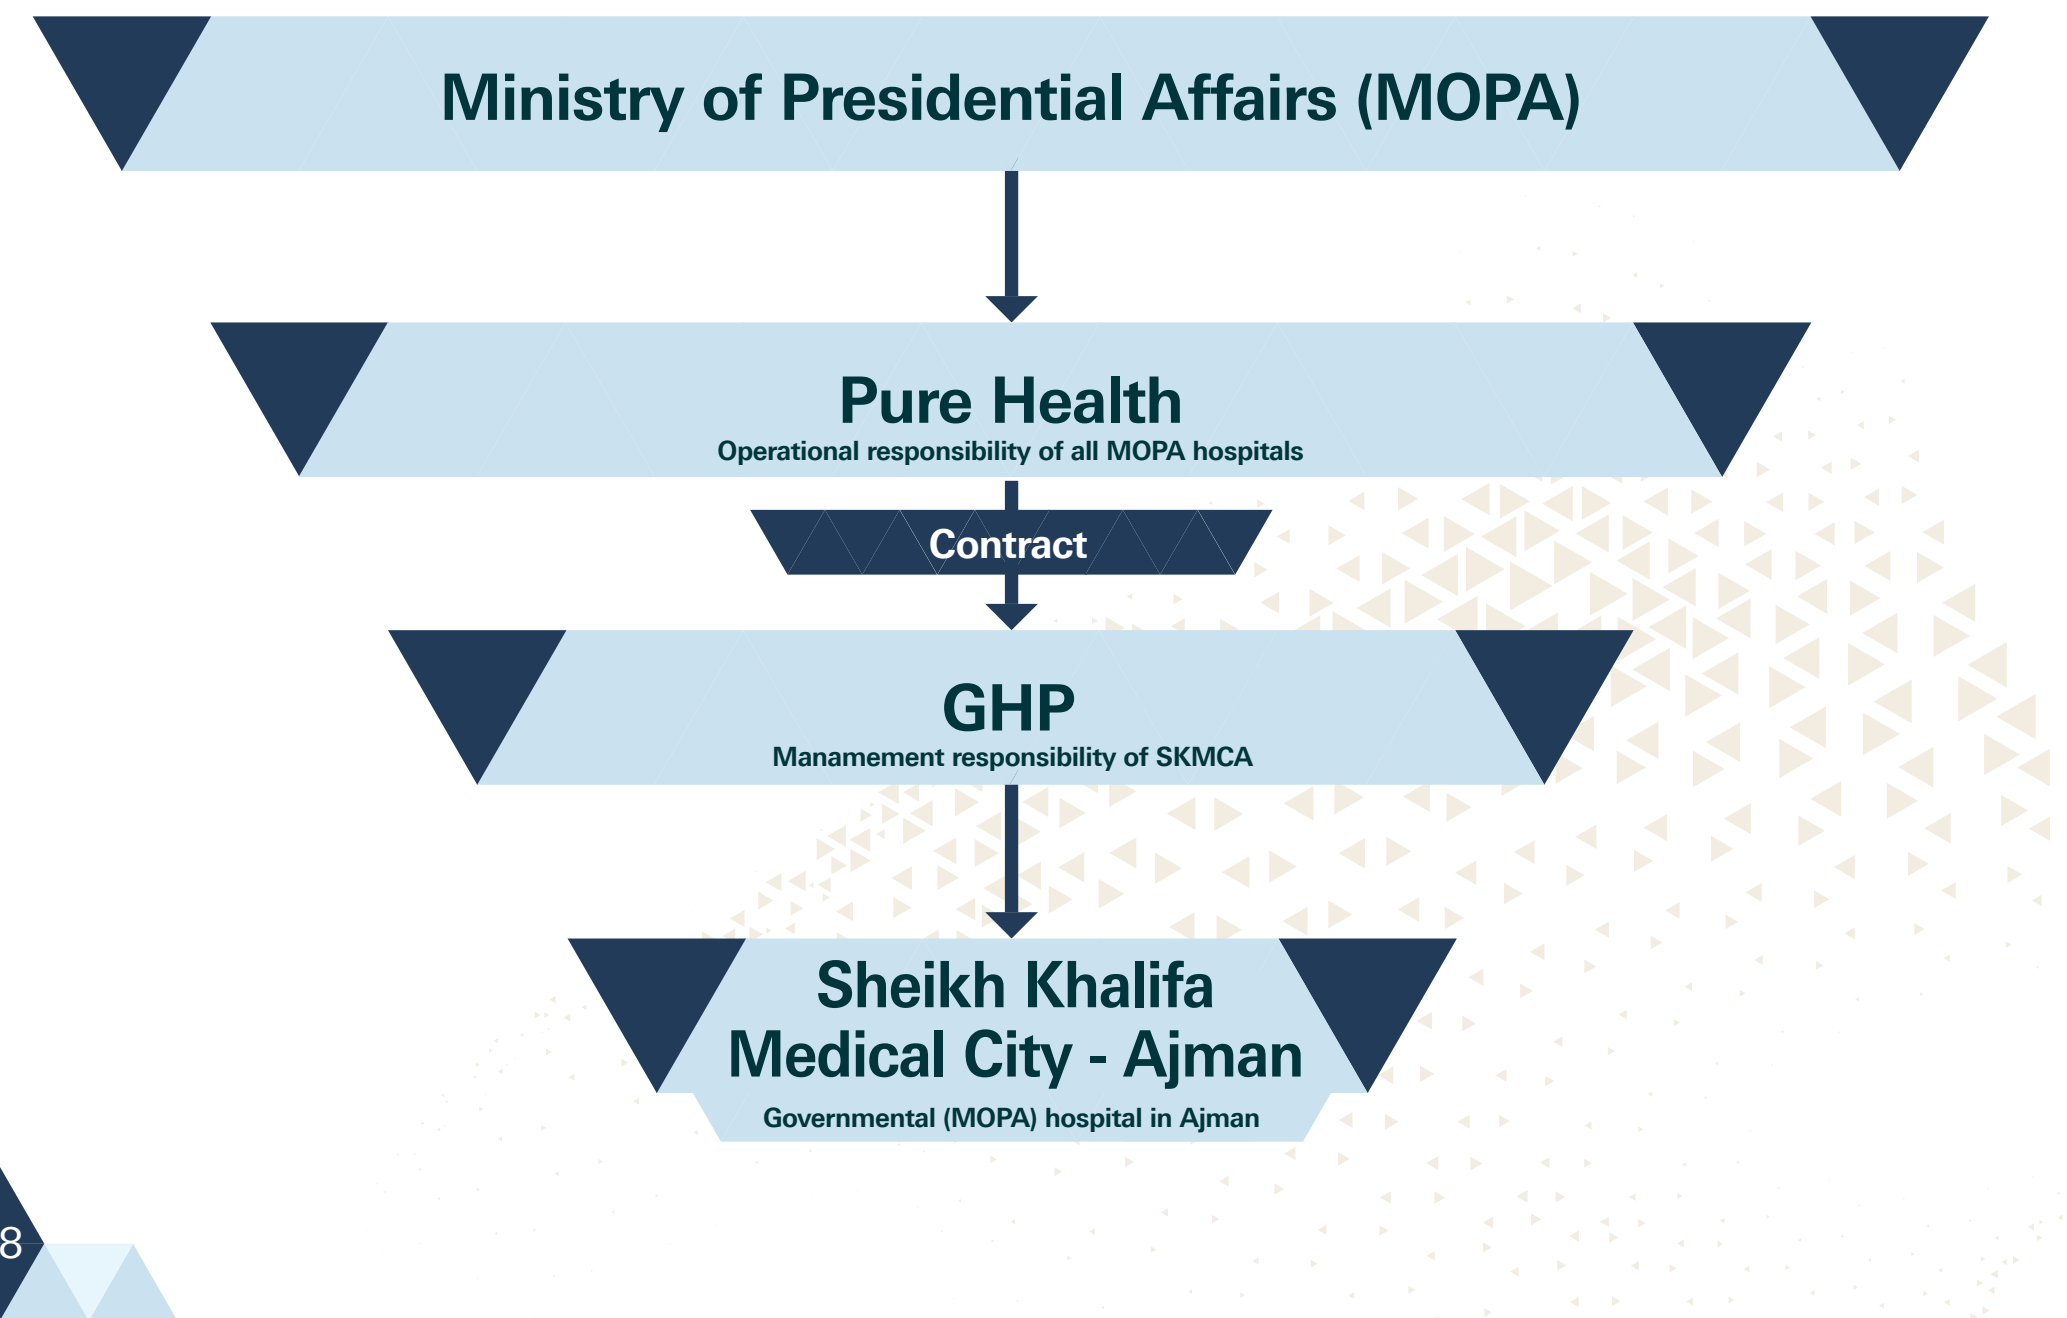 Ministry of Presidential Affairs (MOPA)
Pure Health
Operational responsibility of all MOPA hospitals
Contract
GHP
Manamement responsibility of SKMCA
Sheikh Khalifa
Medical City - Ajman
Governmental (MOPA) hospital in Ajman
8